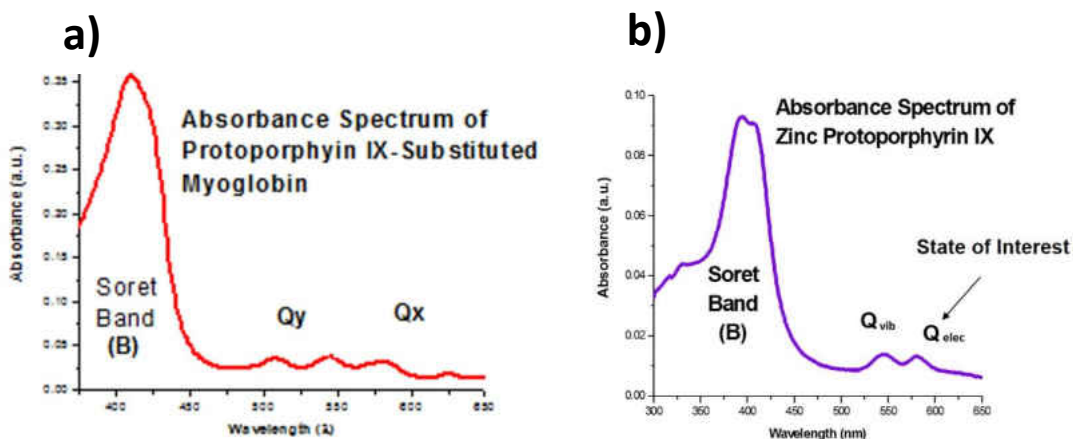 a)
Absorbance Spectrum of
Protoporphyin IX-Substituted
Myoglobin
Absorbance (a.u.)
0.35
0.30
0.25
0.20
0.15
0.10
0.05
0.00
Soret
Band
(B)
Qy
Qx
400
450
500
550
600
650
Wavelength (λ)
b)
Absorbance Spectrum of
Zinc Protoporphyrin IX
Absorbance (a.u.)
0.10
0.08
0.06
0.04
0.02
0.00
State of Interest
Soret
Band
(B)
Qvib
Qelec
300
350
400
450
500
550
600
650
Wavelength (nm)